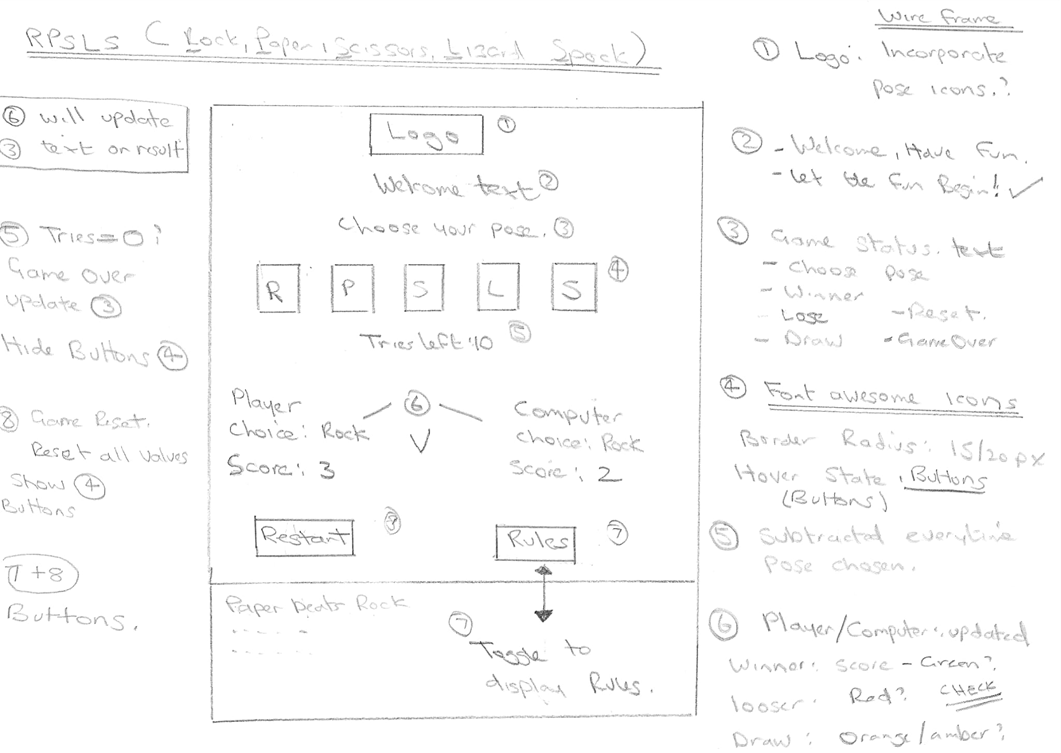 Wire frame
RPSLS ( Rock, Paper, Scissors, Lizard Spock)
① Logo: Incorporate
pose icons.?
⑥ will update
③ text on result
⑤ Tries=0;
Game Over
update ③
Hide Buttons ④
⑧ Game Reset.
Reset all values
Show ④
Buttons
7+8
Buttons.
Logo ①
Welcome text ②
Choose your pose. ③
R P S L S ④
Tries left:10 ⑤
Player
Choice: Rock
Score: 3
⑥
V
Computer
choice: Rock
Score: 2
Restart ⑧
Rules ⑦
Paper beats Rock
⑦
Toggle to
display Rules.
② - Welcome, Have Fun.
- Let the Fun Begin! ✓
③ Game Status. text
- Choose pose
- Winner
- Lose - Reset.
- Draw - Game Over
④ Font awesome icons
Border Radius: 15/20px
Hover State, Buttons
(Buttons)
⑤ Subtracted everytime
Pose chosen.
⑥ Player/Computer: updated
Winner: Score - Green?
looser: Red? CHECK
Draw: Orange/amber?